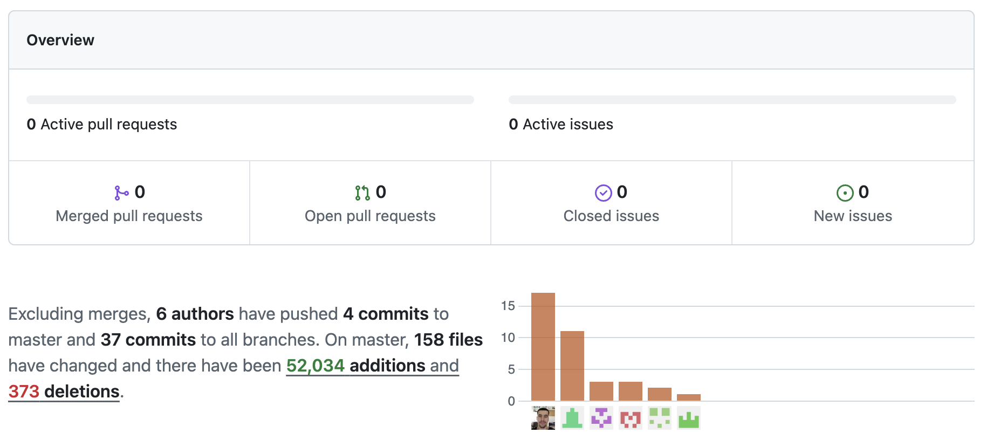 Overview
0 Active pull requests
0 Active issues
0
Merged pull requests
0
Open pull requests
0
Closed issues
0
New issues
Excluding merges, 6 authors have pushed 4 commits to
master and 37 commits to all branches. On master, 158 files
have changed and there have been 52,034 additions and
373 deletions.
15
10
5
0